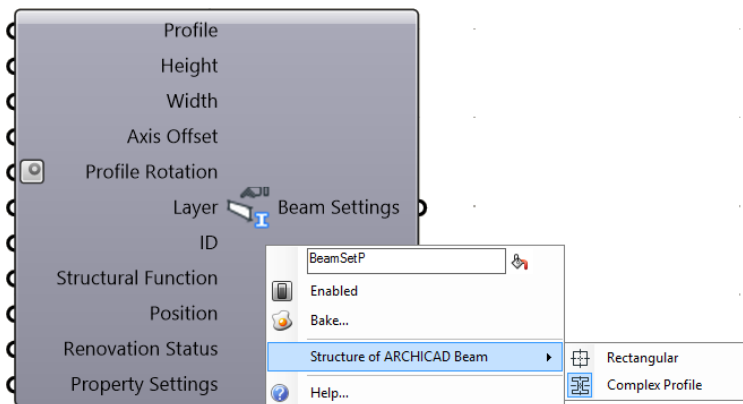 Profile
Height
Width
Axis Offset
Profile Rotation
Layer
Beam Settings
ID
Structural Function
Position
Renovation Status
Property Settings
BeamSetP
Enabled
Bake...
Structure of ARCHICAD Beam
Help...
Rectangular
Complex Profile